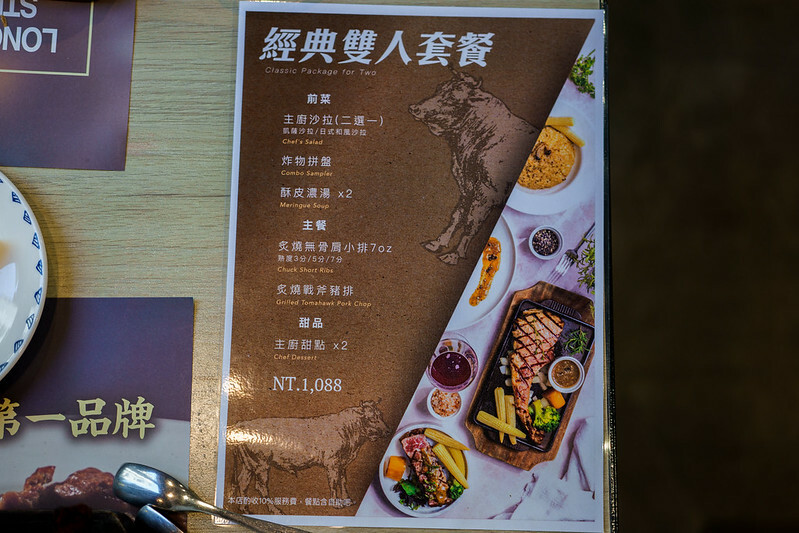 經典雙人套餐
Classic Package for Two
前菜
主廚沙拉(二選一)
凱薩沙拉/日式和風沙拉
Chef's Salad
炸物拼盤
Combo Sampler
酥皮濃湯 x2
Meringue Soup
主餐
炙燒無骨肩小排7oz
熟度3分/5分/7分
Chuck Short Ribs
炙燒戰斧豬排
Grilled Tomahawk Pork Chop
甜品
主廚甜點 x2
Chef Dessert
NT.1,088
本店酌收10%服務費，餐點含自助吧
第一品牌
LONG